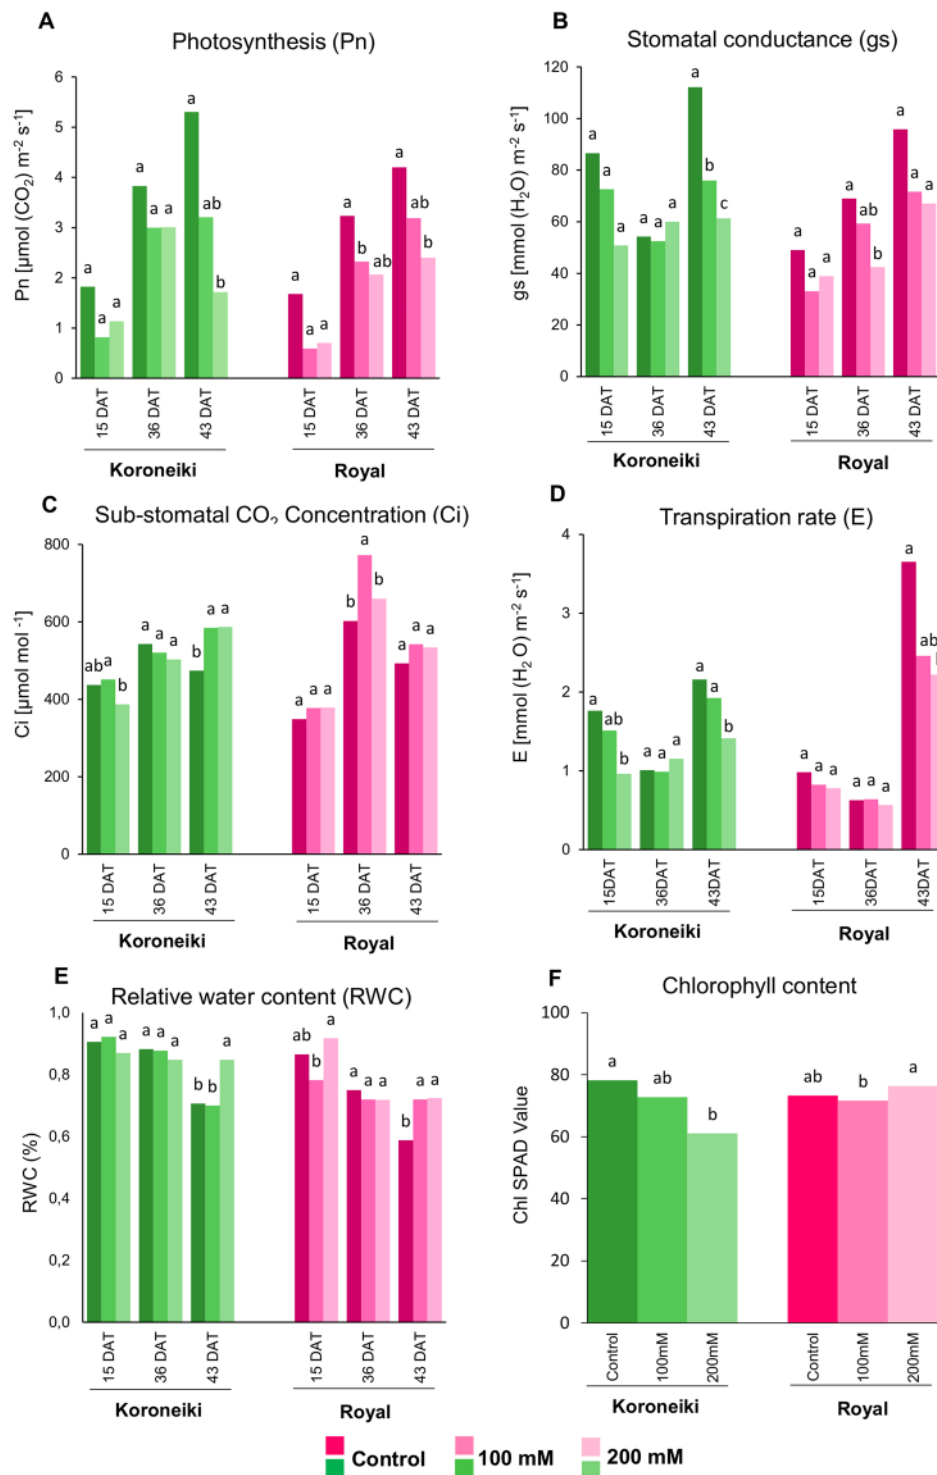 A
Photosynthesis (Pn)
Pn [µmol (CO₂) m⁻² s⁻¹)
6
5
4
3
2
1
0
a a a
a a a
a ab b
a a a
a b ab
a ab b
15 DAT 36 DAT 43 DAT 15 DAT 36 DAT 43 DAT
Koroneiki Royal
B
Stomatal conductance (gs)
gs [mmol (H₂O) m⁻² s⁻¹)
120
100
80
60
40
20
0
a a a
a a a
a b c
a a a
a ab b
a a a
15 DAT 36 DAT 43 DAT 15 DAT 36 DAT 43 DAT
Koroneiki Royal
C
Sub-stomatal CO₂ Concentration (Ci)
Ci [µmol mol ⁻¹]
800
600
400
200
0
ab a b
a a a
b a a
a a a
b a b
a a a
15 DAT 36 DAT 43 DAT 15 DAT 36 DAT 43 DAT
Koroneiki Royal
D
Transpiration rate (E)
E [mmol (H₂ O) m⁻² s⁻¹)
4
3
2
1
0
a ab b
a a a
a a b
a a a
a a a
a ab
15DAT 36DAT 43DAT 15DAT 36DAT 43DAT
Koroneiki Royal
E
Relative water content (RWC)
RWC (%)
1,0
0,8
0,6
0,4
0,2
0,0
a a a
a a a
b b a
ab b a
a a a
b a a
15 DAT 36 DAT 43 DAT 15 DAT 36 DAT 43 DAT
Koroneiki Royal
F
Chlorophyll content
Chl SPAD Value
100
80
60
40
20
0
a ab b
ab b a
Control 100mM 200mM Control 100mM 200mM
Koroneiki Royal
Control 100 mM 200 mM